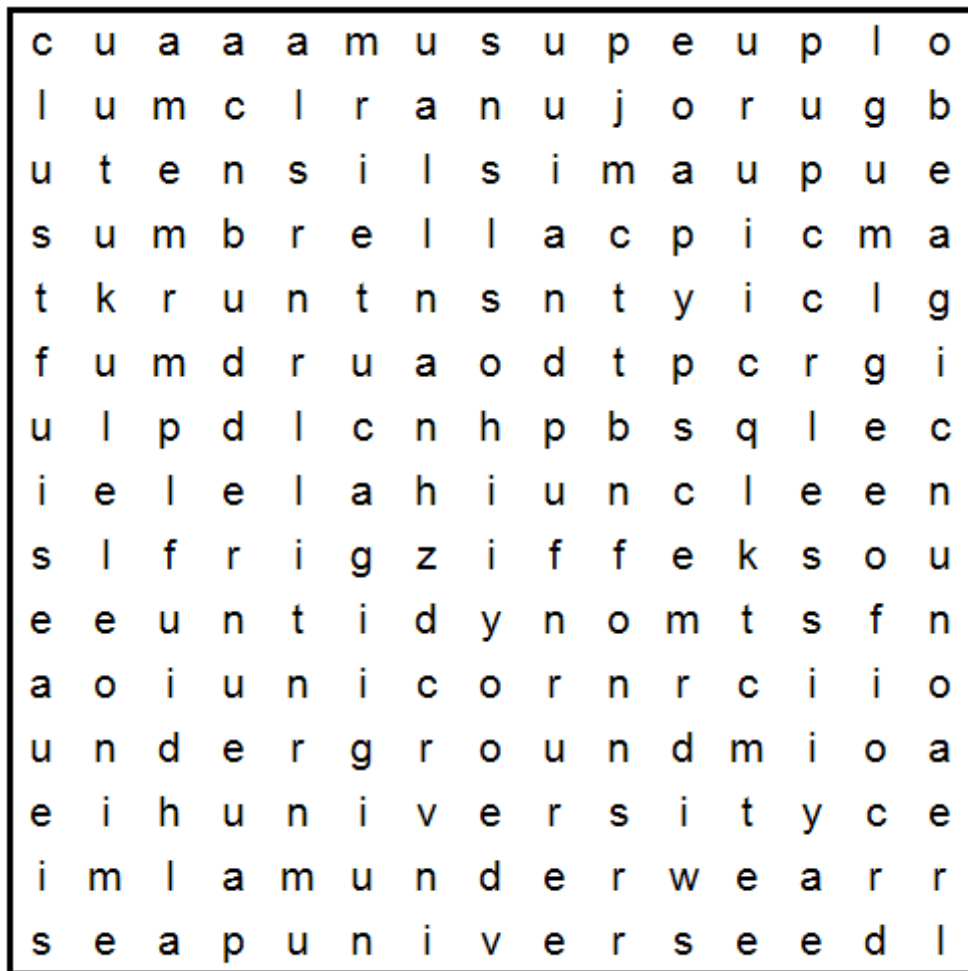 c u a a a m u s u p e u p l o
l u m c l r a n u j o r u g b
u t e n s i l s i m a u p u e
s u m b r e l l a c p i c m a
t k r u n t n s n t y i c l g
f u m d r u a o d t p c r g i
u l p d l c n h p b s q l e c
i e l e l a h i u n c l e e n
s l f r i g z i f f e k s o u
e e u n t i d y n o m t s f n
a o i u n i c o r n r c i i o
u n d e r g r o u n d m i o a
e i h u n i v e r s i t y c e
i m l a m u n d e r w e a r r
s e a p u n i v e r s e e d l